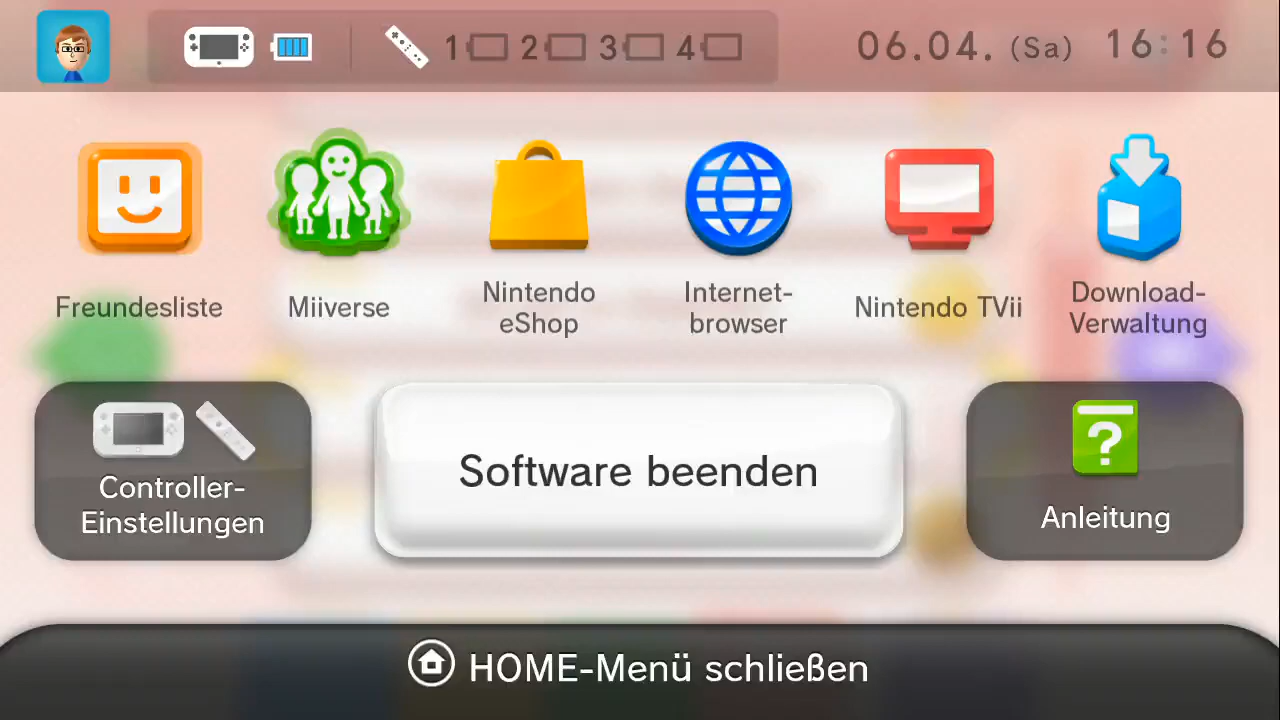 1 2 3 4 06.04. (Sa) 16:16
Freundesliste
Miiverse
Nintendo
eShop
Internet-
browser
Nintendo TVii
Download-
Verwaltung
Controller-
Einstellungen
Software beenden
?
Anleitung
HOME-Menü schließen